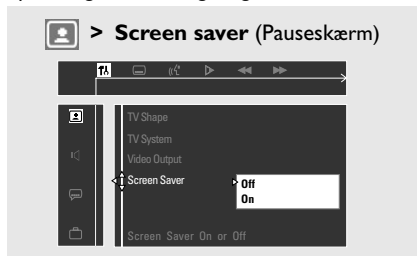 > Screen saver (Pauseskærm)
TV Shape
TV System
Video Output
Screen Saver
Off
On
Screen Saver On or Off